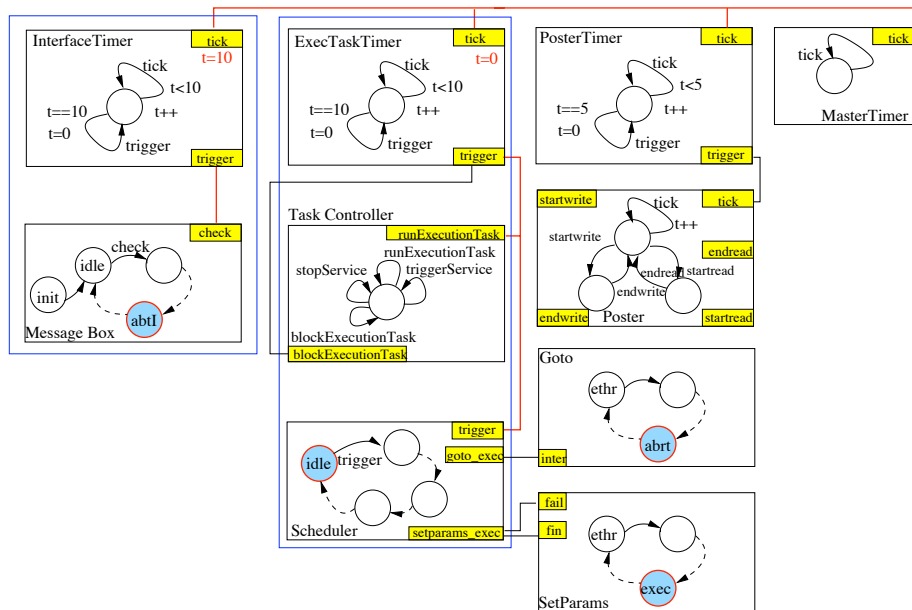 InterfaceTimer
tick
t=10
tick
t<10
t==10
t++
t=0
trigger
trigger
check
idle
check
init
abtI
Message Box
ExecTaskTimer
tick
t=0
tick
t<10
t==10
t++
t=0
trigger
trigger
Task Controller
runExecutionTask
runExecutionTask
stopService
triggerService
blockExecutionTask
blockExecutionTask
trigger
idle
trigger
goto_exec
Scheduler
setparams_exec
PosterTimer
tick
tick
t<5
t==5
t++
t=0
trigger
trigger
startwrite
tick
tick
t++
startwrite
endread
endread
startread
endwrite
endwrite
Poster
startread
Goto
ethr
abrt
inter
fail
fin
ethr
exec
SetParams
tick
tick
MasterTimer